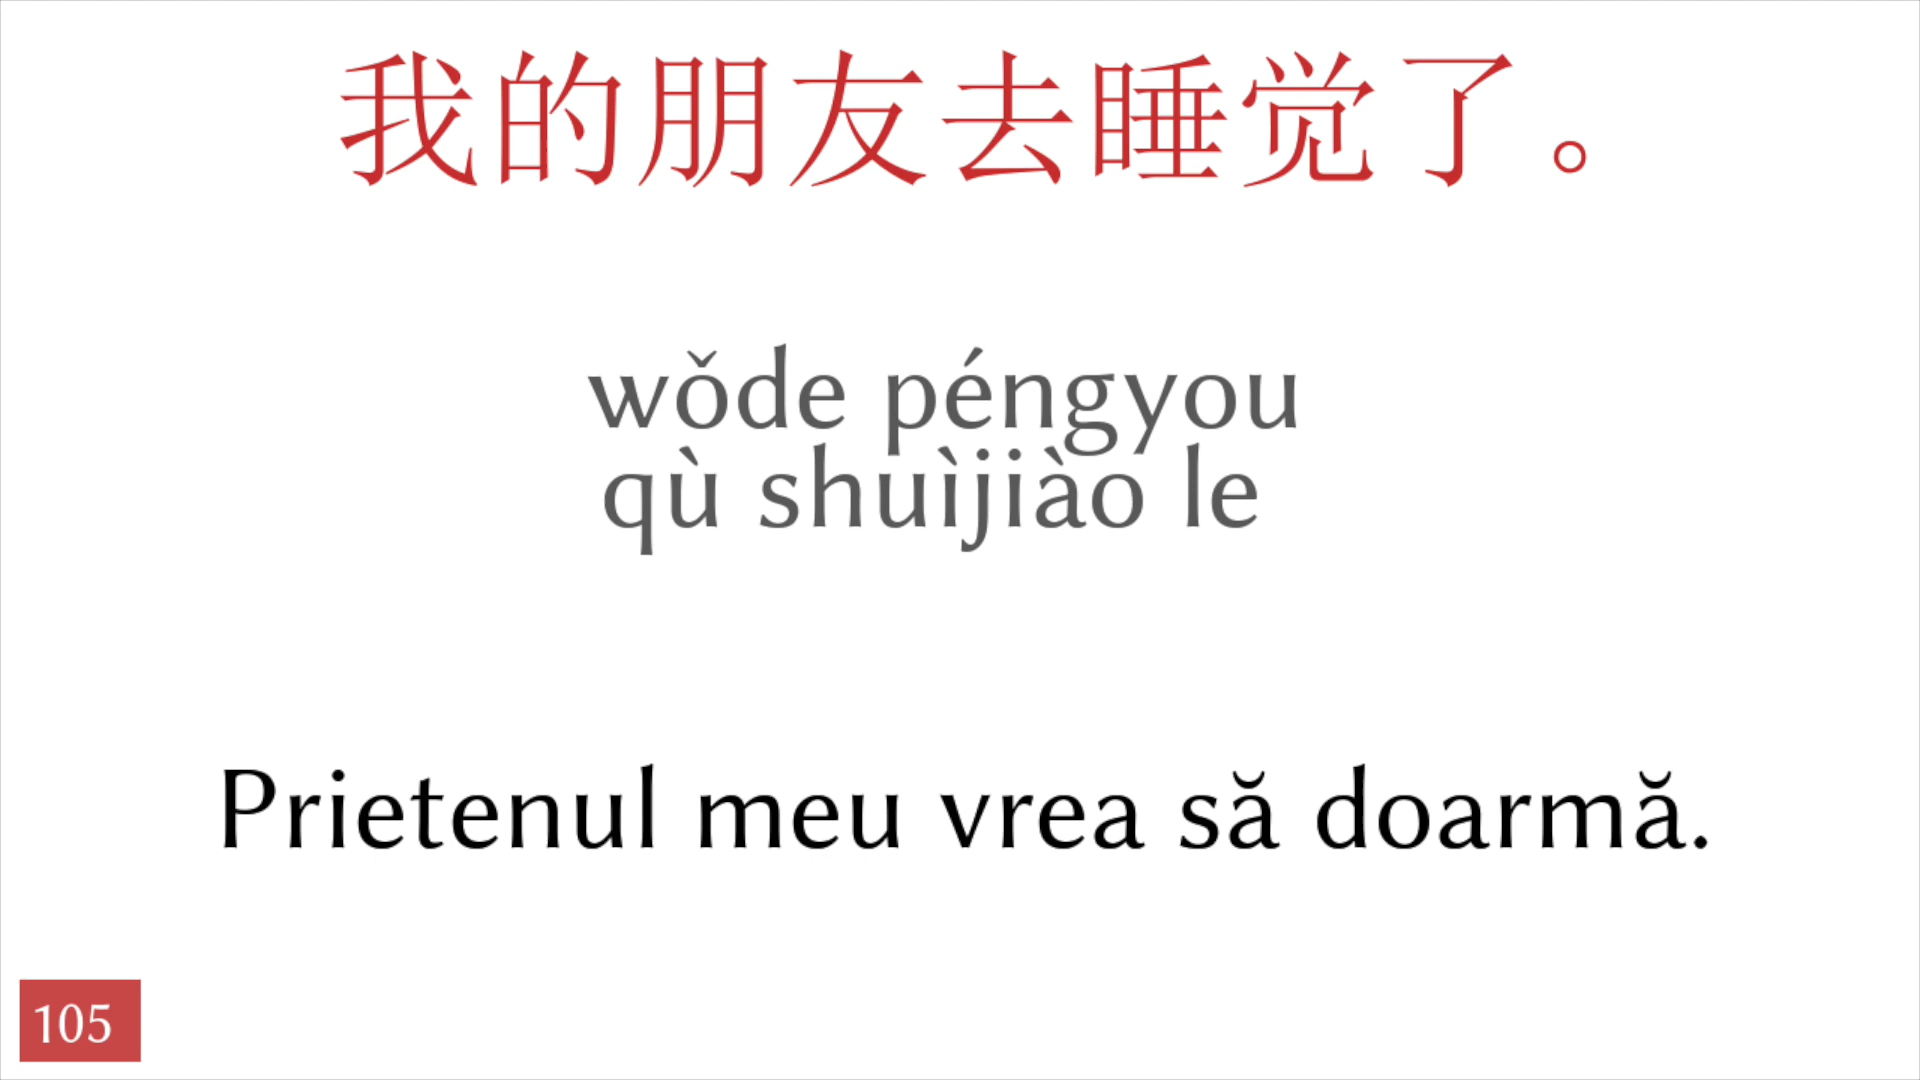 我的朋友去睡觉了。
wǒde péngyou
qù shuìjiào le
Prietenul meu vrea să doarmă.
105